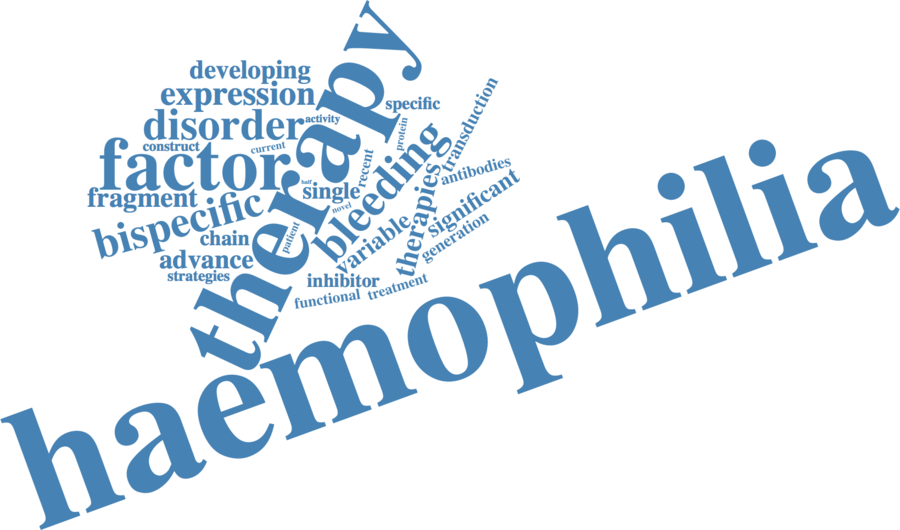 therapy
developing
expression
specific
transduction
disorder
activity
protein
construct
current
factor
bleeding
recent
antibodies
half
single
fragment
novel
therapies
significant
bispecific
variable
generation
chain
patient
advance
strategies
inhibitor
functional
treatment
haemophilia